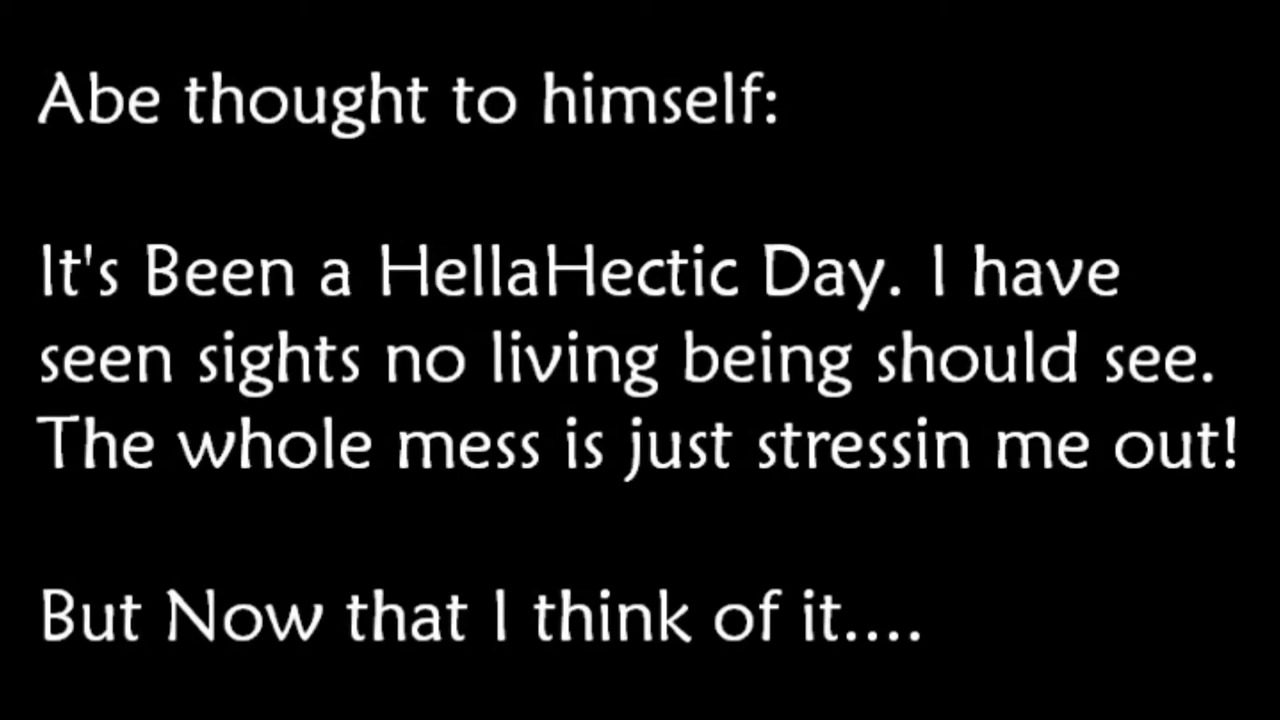 Abe thought to himself:
It's Been a HellaHectic Day. I have
seen sights no living being should see.
The whole mess is just stressin me out!
But Now that I think of it....